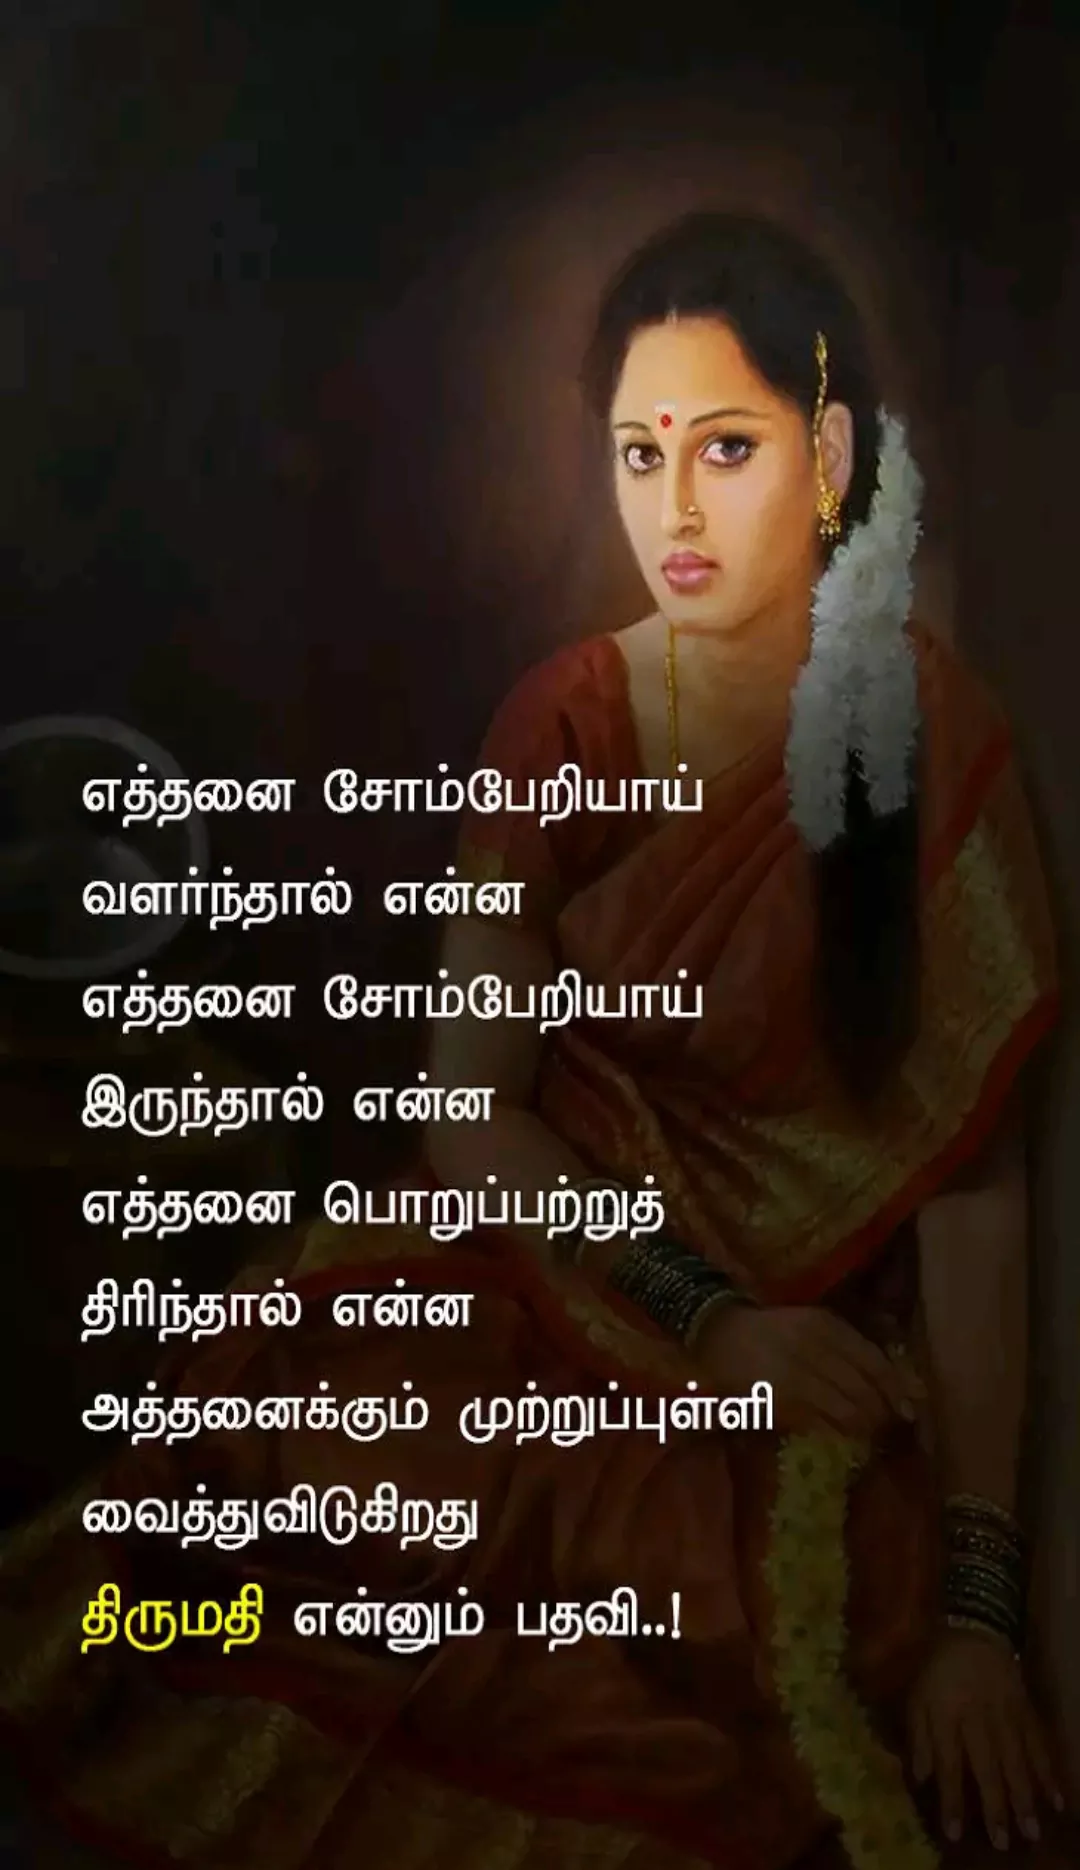 எத்தனை சோம்பேறியாய்
வளர்ந்தால் என்ன
எத்தனை சோம்பேறியாய்
இருந்தால் என்ன
எத்தனை பொறுப்பற்றுத்
திரிந்தால் என்ன
அத்தனைக்கும் முற்றுப்புள்ளி
வைத்துவிடுகிறது
திருமதி என்னும் பதவி..!